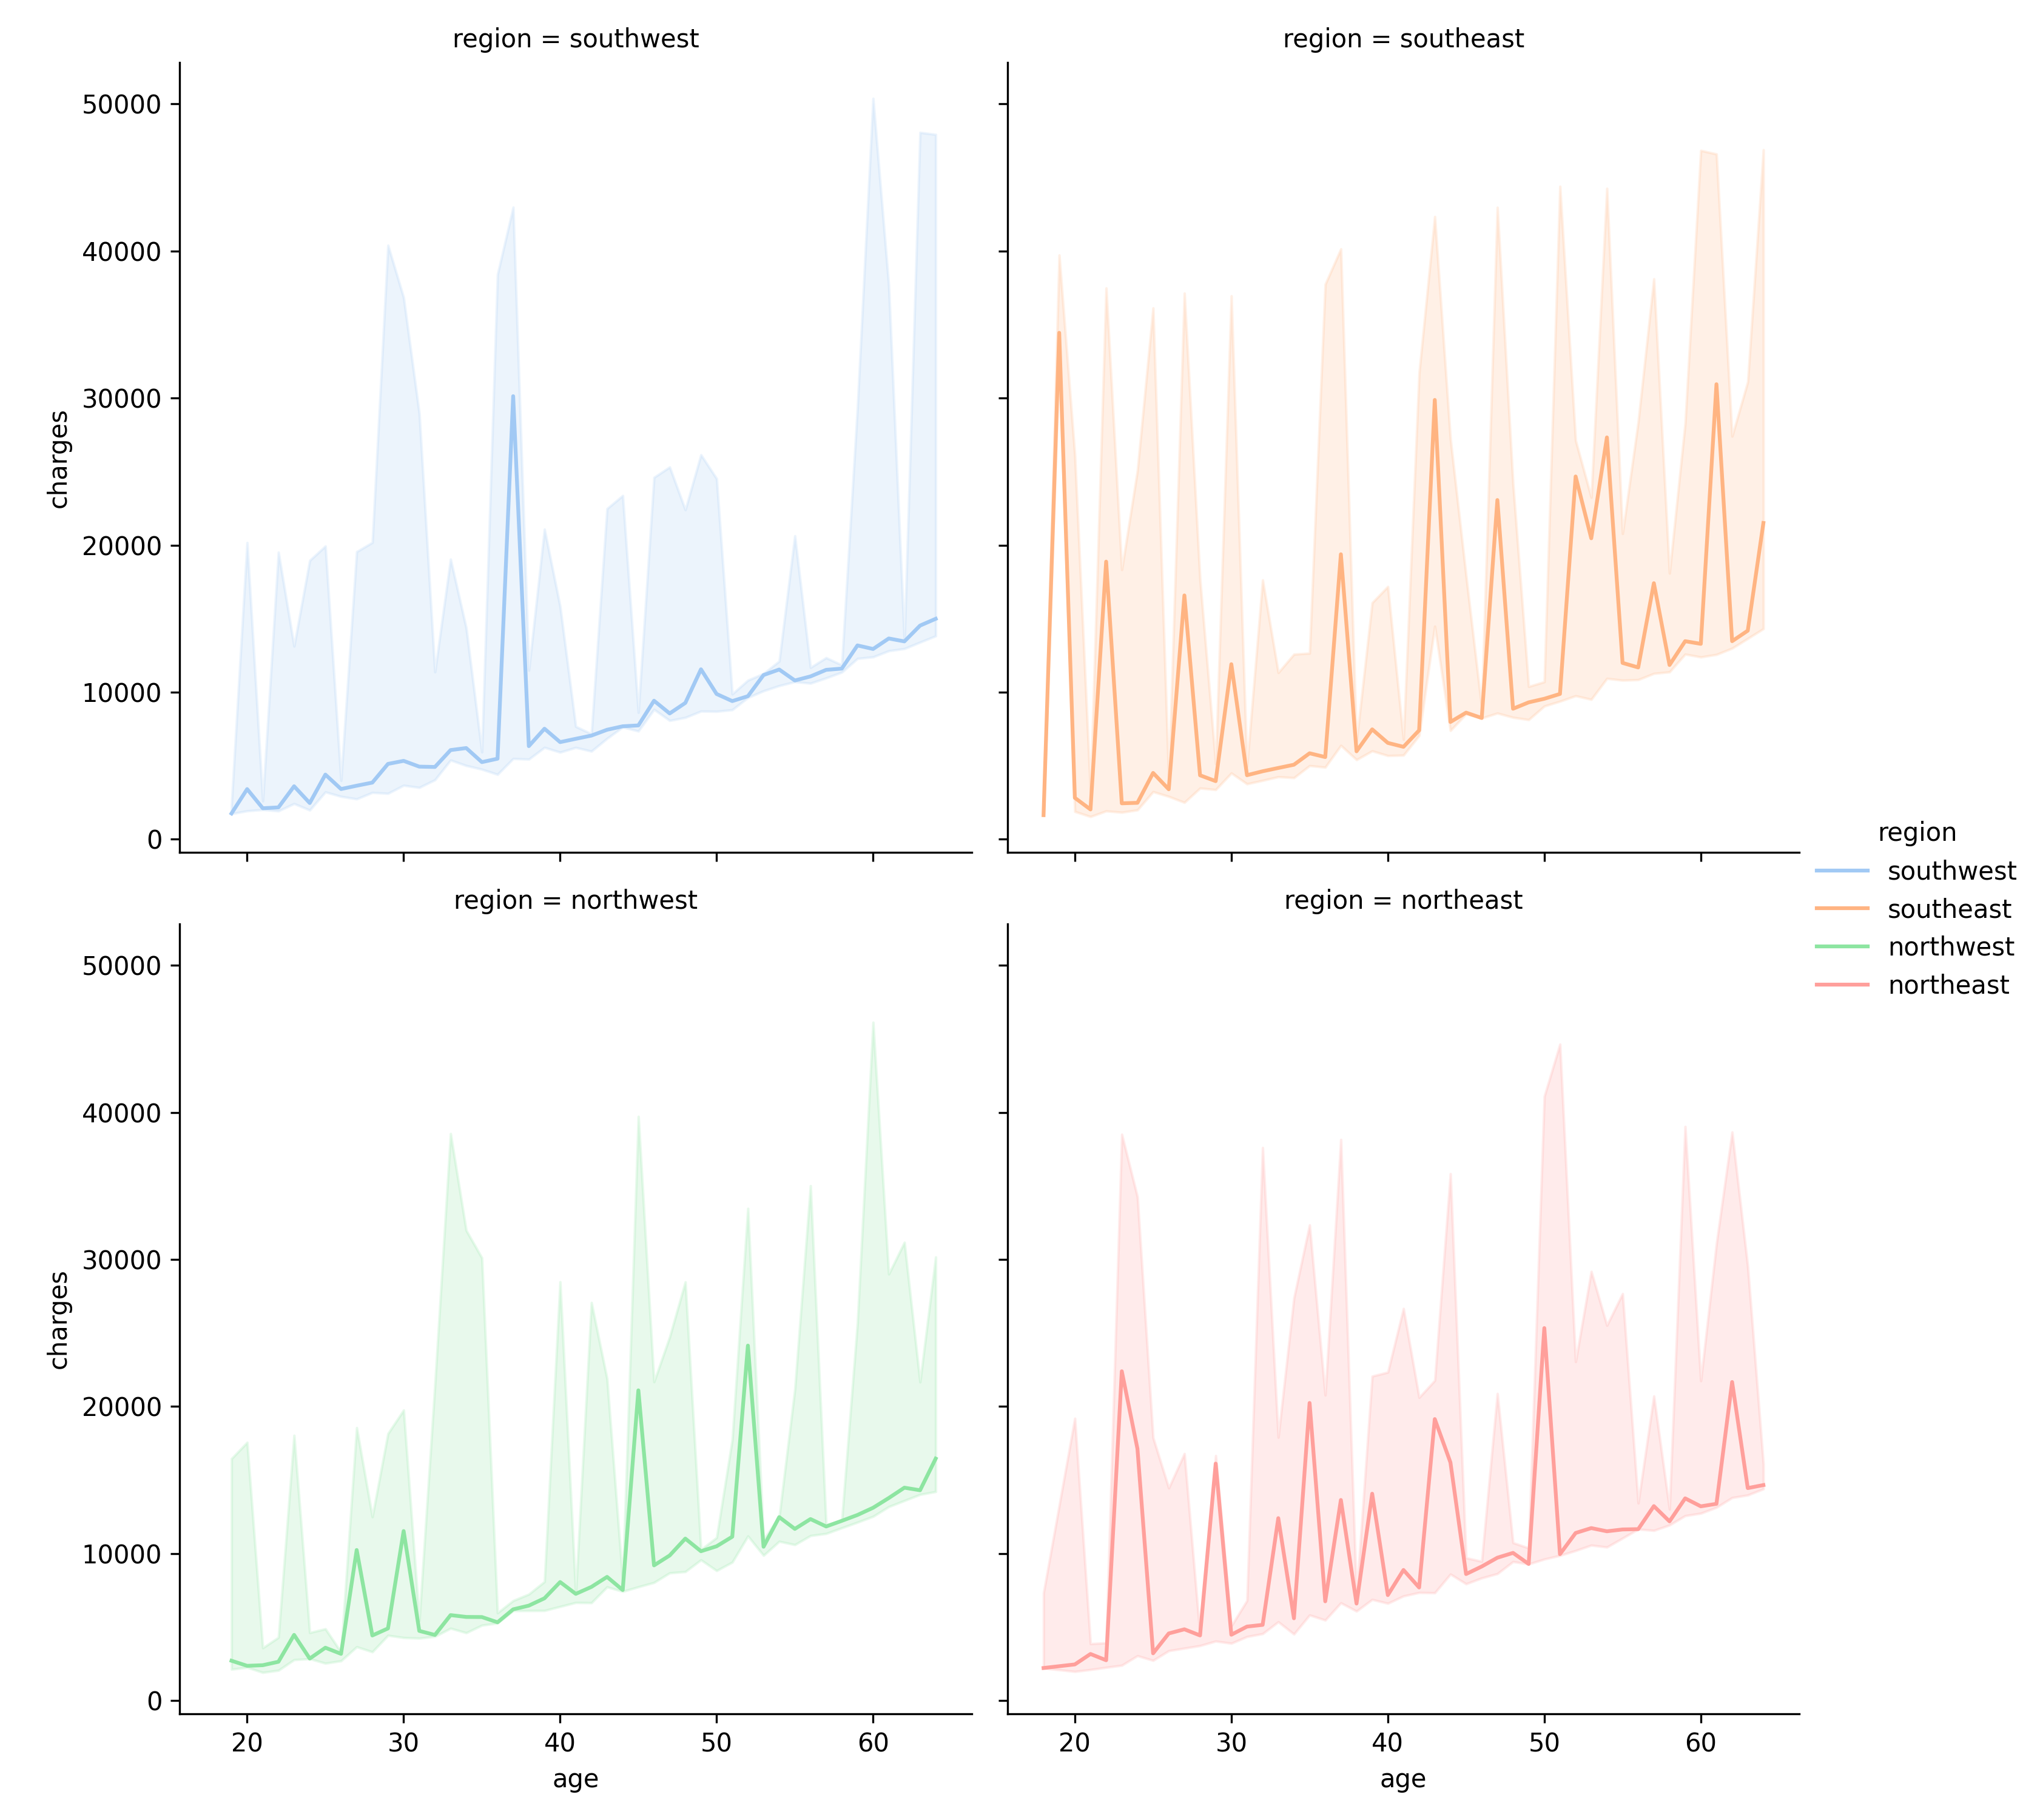 region = southwest
region = southeast
50000
40000
30000
20000
10000
0
charges
region
southwest
southeast
northwest
northeast
region = northwest
region = northeast
50000
40000
30000
20000
10000
0
charges
20 30 40 50 60
20 30 40 50 60
age
age